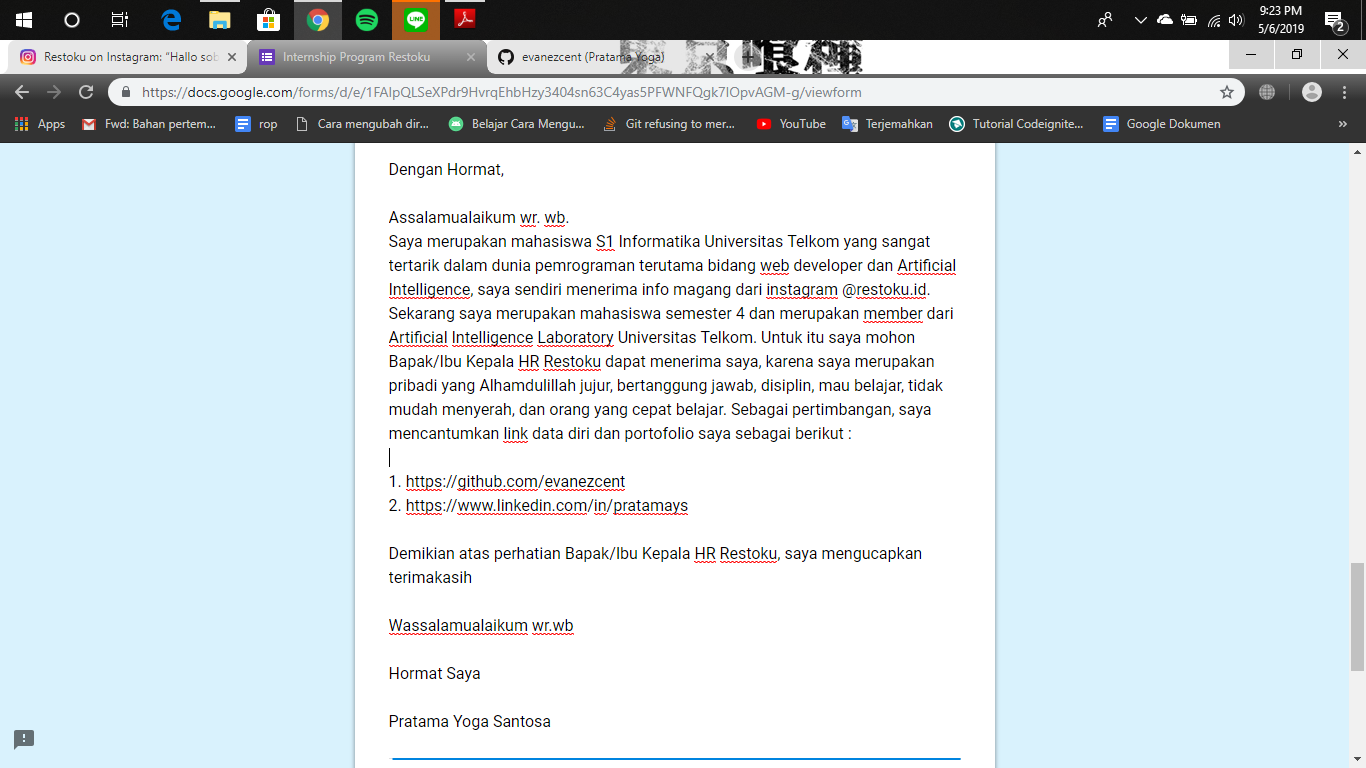 9:23 PM
5/6/2019
2
Restoku on Instagram: “Hallo sob
Internship Program Restoku
evanezcent (Pratama Yoga)
https://docs.google.com/forms/d/e/1FAIpQLSeXPdr9HvrqEhbHzy3404sn63C4yas5PFWNFQgk7IOpvAGM-g/viewform
Apps Fwd: Bahan pertem... rop Cara mengubah dir... Belajar Cara Mengu... Git refusing to mer... YouTube Terjemahkan Tutorial Codeignite... Google Dokumen »
Dengan Hormat,
Assalamualaikum wr. wb.
Saya merupakan mahasiswa S1 Informatika Universitas Telkom yang sangat
tertarik dalam dunia pemrograman terutama bidang web developer dan Artificial
Intelligence, saya sendiri menerima info magang dari instagram @restoku.id.
Sekarang saya merupakan mahasiswa semester 4 dan merupakan member dari
Artificial Intelligence Laboratory Universitas Telkom. Untuk itu saya mohon
Bapak/Ibu Kepala HR Restoku dapat menerima saya, karena saya merupakan
pribadi yang Alhamdulillah jujur, bertanggung jawab, disiplin, mau belajar, tidak
mudah menyerah, dan orang yang cepat belajar. Sebagai pertimbangan, saya
mencantumkan link data diri dan portofolio saya sebagai berikut :
1. https://github.com/evanezcent
2. https://www.linkedin.com/in/pratamays
Demikian atas perhatian Bapak/Ibu Kepala HR Restoku, saya mengucapkan
terimakasih
Wassalamualaikum wr.wb
Hormat Saya
Pratama Yoga Santosa